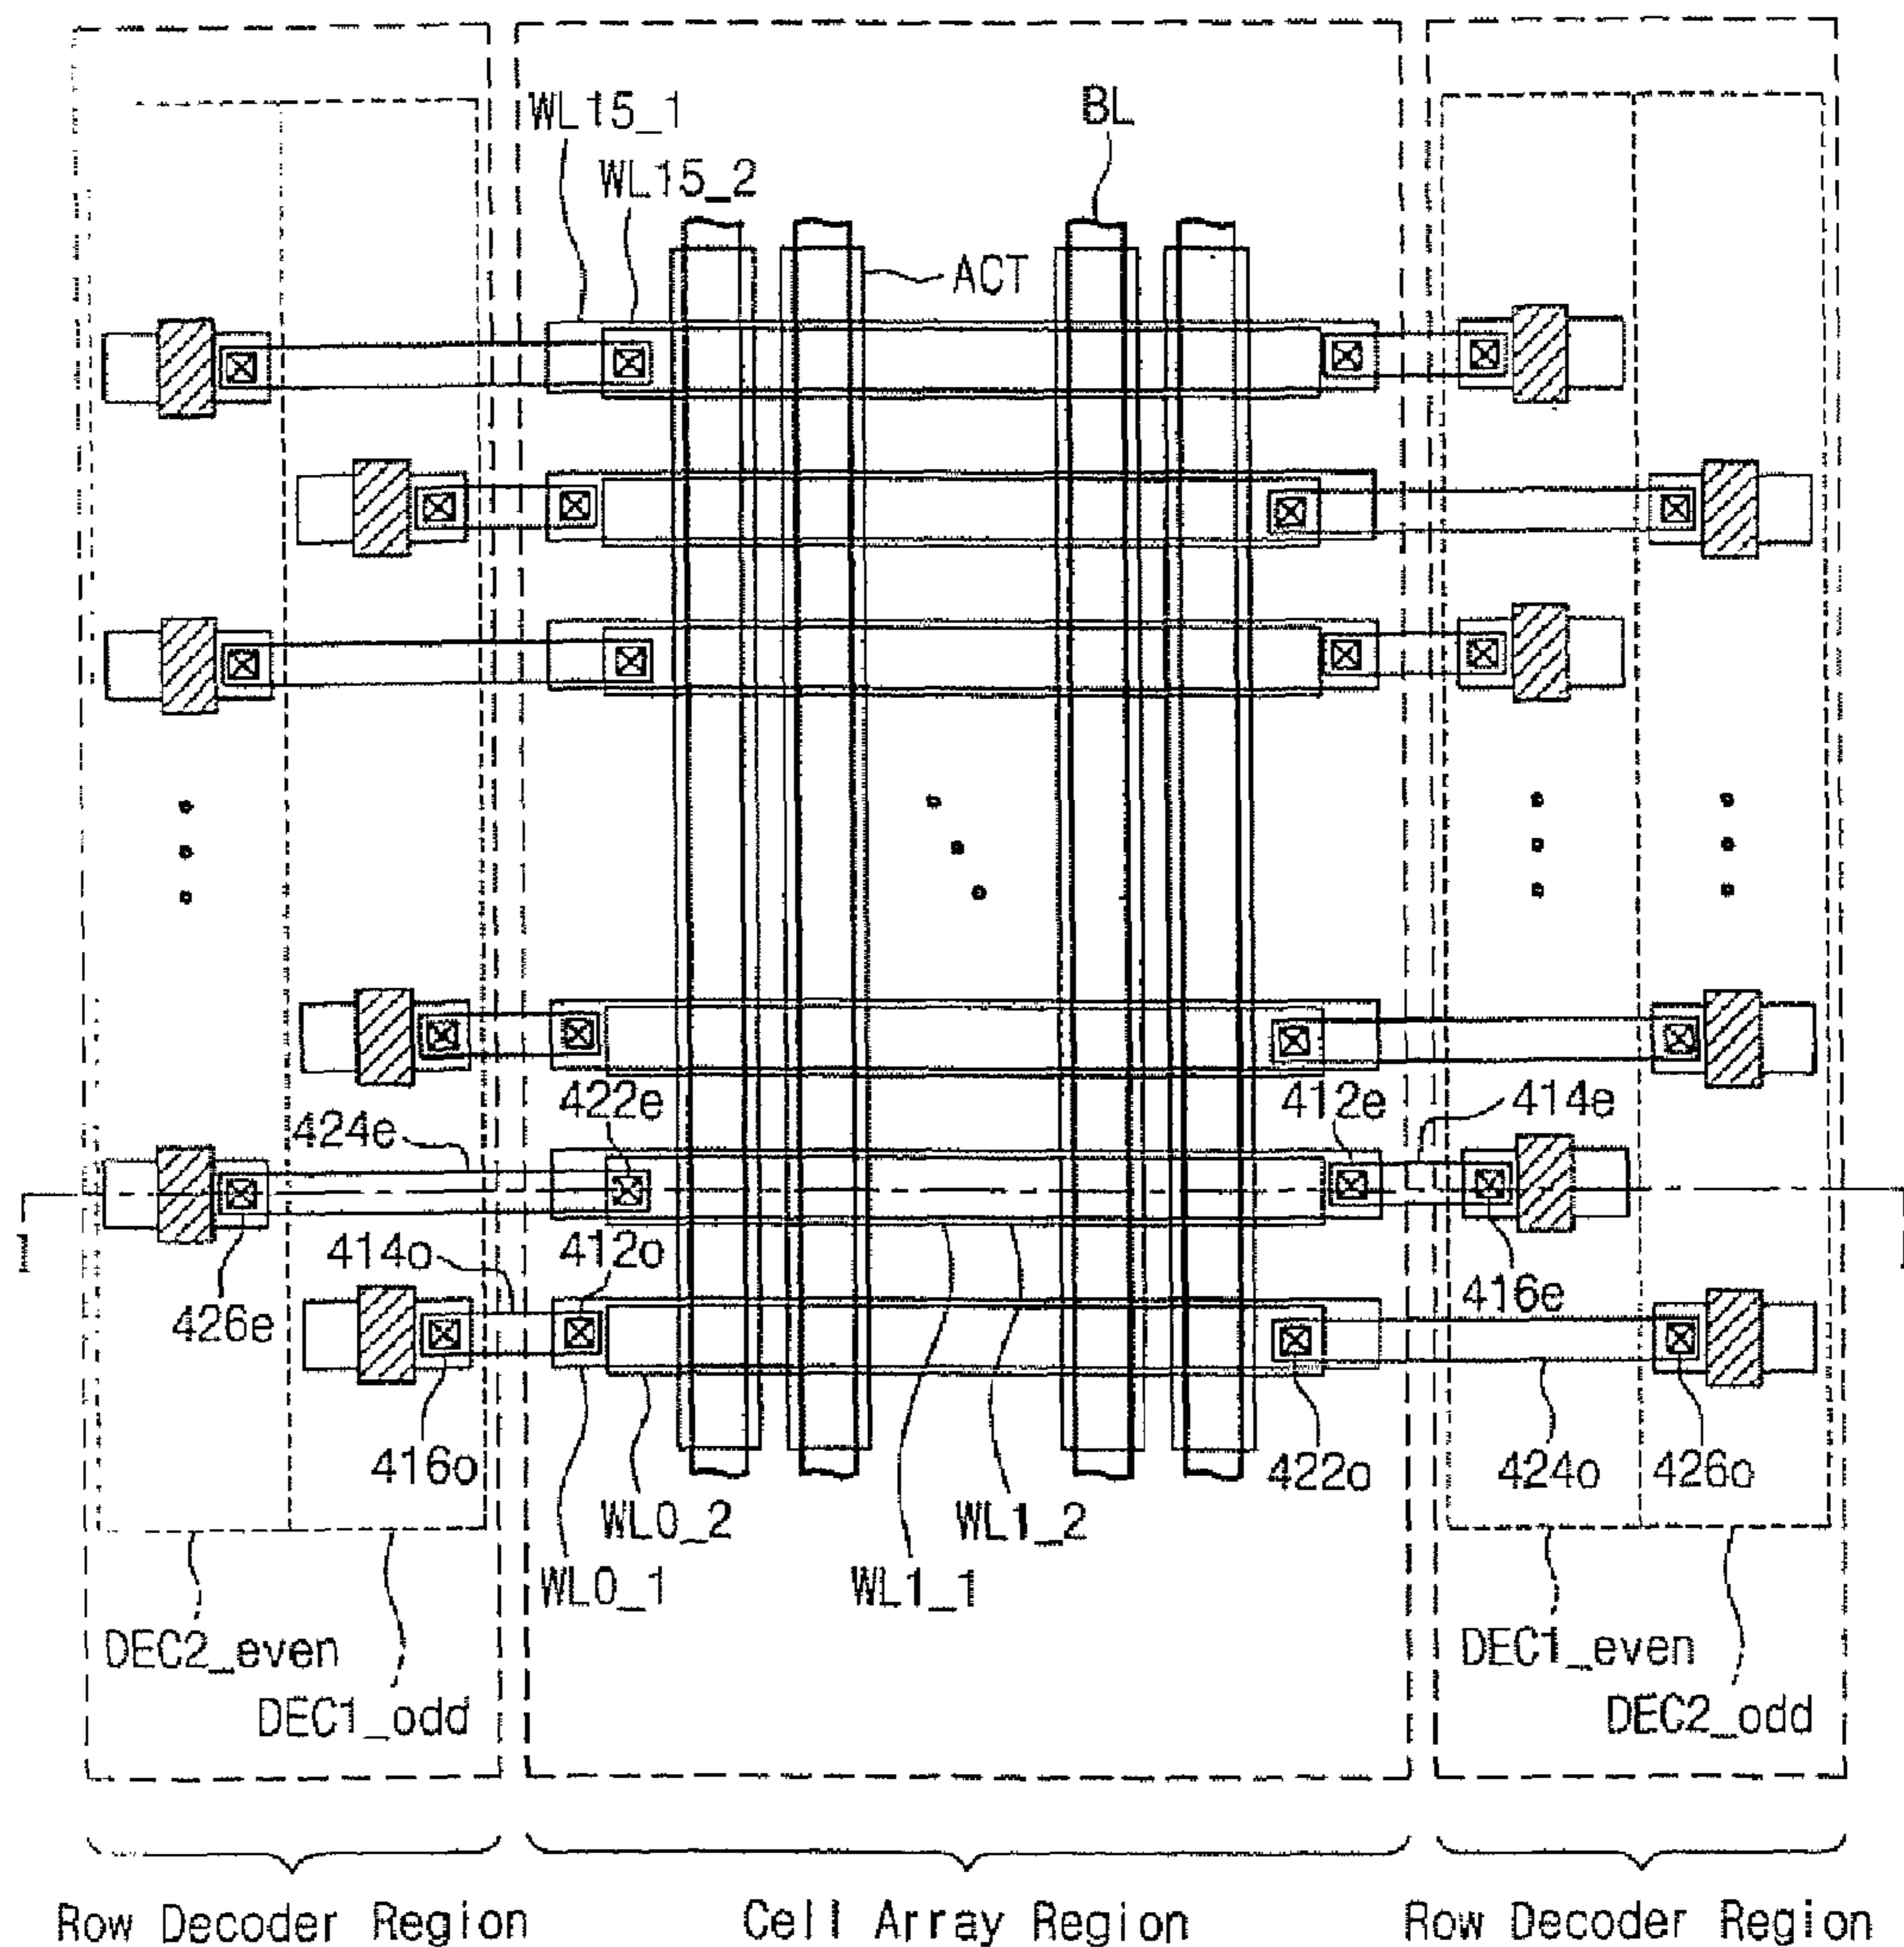 WL15_1
BL
WL15_2
ACT
422e
412e
414e
424e
414o
412o
426e
416e
416o
422o
424o
426o
WL0_2
WL1_2
WL0_1
WL1_1
DEC2_even
DEC1_even
DEC1_odd
DEC2_odd
Row Decoder Region
Cell Array Region
Row Decoder Region